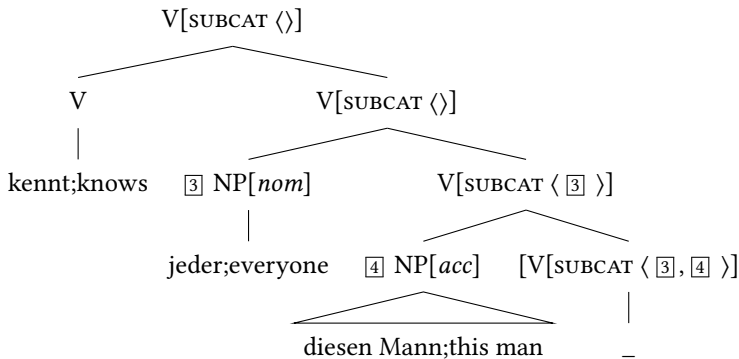 V[SUBCAT ⟨⟩]
V V[SUBCAT ⟨⟩]
kennt;knows 3 NP[nom] V[SUBCAT ⟨ 3 ⟩]
jeder;everyone 4 NP[acc] [V[SUBCAT ⟨ 3, 4 ⟩]
diesen Mann;this man _